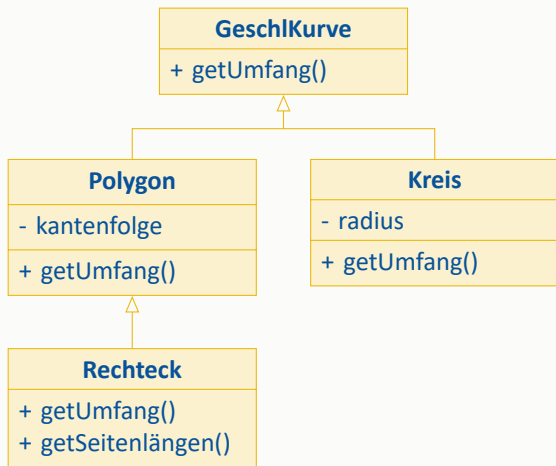 GeschlKurve
+ getUmfang()
Polygon
- kantenfolge
+ getUmfang()
Kreis
- radius
+ getUmfang()
Rechteck
+ getUmfang()
+ getSeitenlängen()